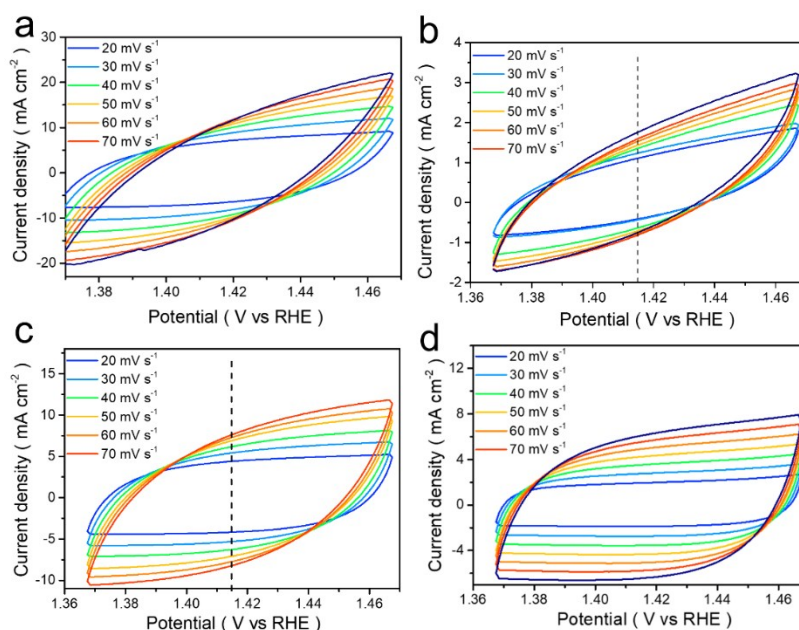 a
30
20
10
0
-10
-20
Current density ( mA cm⁻²)
20 mV s⁻¹
30 mV s⁻¹
40 mV s⁻¹
50 mV s⁻¹
60 mV s⁻¹
70 mV s⁻¹
1.38 1.40 1.42 1.44 1.46
Potential ( V vs RHE )
b
4
3
2
1
0
-1
-2
Current density ( mA cm⁻²)
20 mV s⁻¹
30 mV s⁻¹
40 mV s⁻¹
50 mV s⁻¹
60 mV s⁻¹
70 mV s⁻¹
1.36 1.38 1.40 1.42 1.44 1.46
Potential ( V vs RHE )
c
15
10
5
0
-5
-10
Current density ( mA cm⁻²)
20 mV s⁻¹
30 mV s⁻¹
40 mV s⁻¹
50 mV s⁻¹
60 mV s⁻¹
70 mV s⁻¹
1.36 1.38 1.40 1.42 1.44 1.46
Potential ( V vs RHE )
d
12
8
4
0
-4
Current density ( mA cm⁻²)
20 mV s⁻¹
30 mV s⁻¹
40 mV s⁻¹
50 mV s⁻¹
60 mV s⁻¹
70 mV s⁻¹
1.36 1.38 1.40 1.42 1.44 1.46
Potential ( V vs RHE )